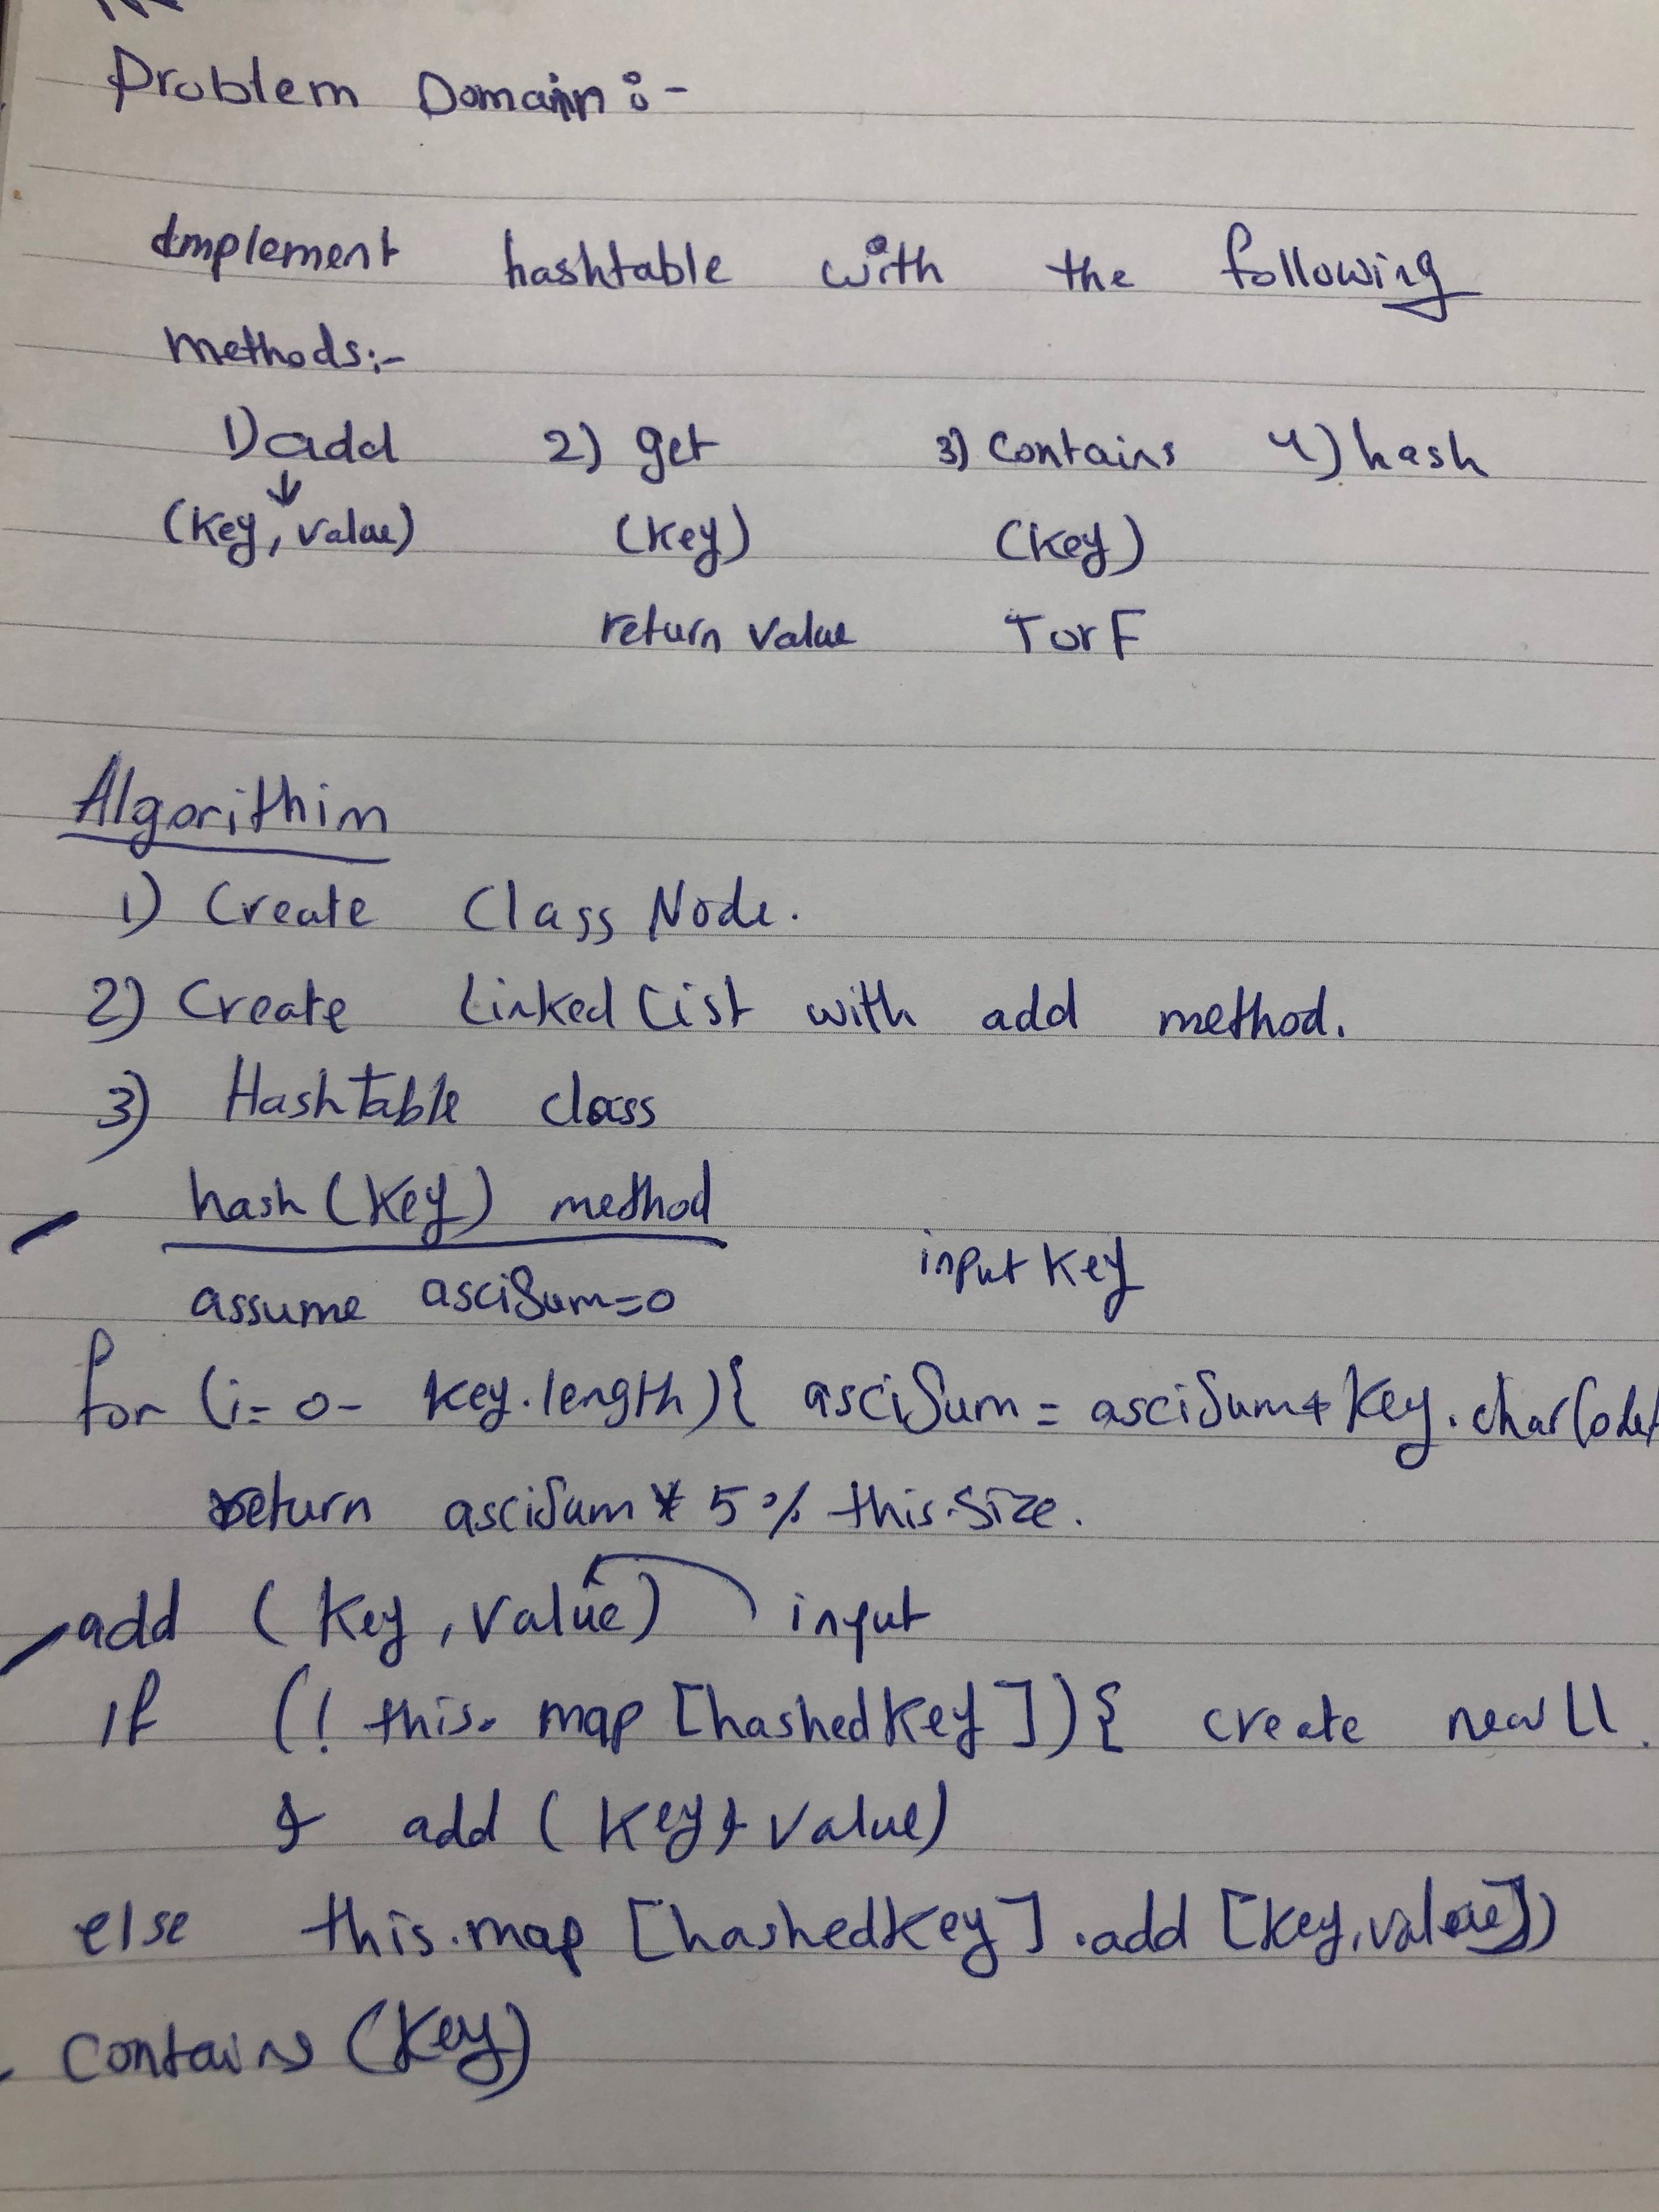 Problem Domain :-
Implement hashtable with the following
methods:-
1) add 2) get 3) contains 4) hash
(key, value) (key) (key)
return value T or F
Algorithim
1) Create Class Node.
2) Create Linked List with add method.
3) HashTable class
hash (key) method
input key
assume asciSum=0
for (i= 0- key.length){ asciSum = asciSum+ key.charCode
return asciSum * 5 % this.size.
add (key, value) input
if (! this. map [hashedkey]){ create new ll.
& add (key & value)
else this.map [hashedkey].add [key, value])
contains (key)